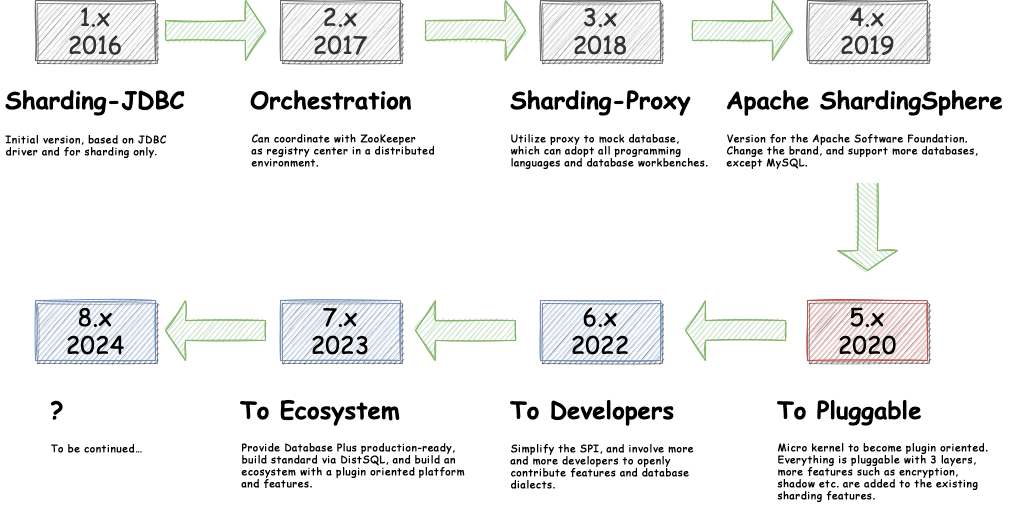 1.x
2016
2.x
2017
3.x
2018
4.x
2019
Sharding-JDBC
Orchestration
Sharding-Proxy
Apache ShardingSphere
Initial version, based on JDBC
driver and for sharding only.
Can coordinate with ZooKeeper
as registry center in a distributed
environment.
Utilize proxy to mock database,
which can adopt all programming
languages and database workbenches.
Version for the Apache Software Foundation.
Change the brand, and support more databases,
except MySQL.
8.x
2024
7.x
2023
6.x
2022
5.x
2020
?
To Ecosystem
To Developers
To Pluggable
To be continued…
Provide Database Plus production-ready,
build standard via DistSQL, and build an
ecosystem with a plugin oriented platform
and features.
Simplify the SPI, and involve more
and more developers to openly
contribute features and database
dialects.
Micro kernel to become plugin oriented.
Everything is pluggable with 3 layers,
more features such as encryption,
shadow etc. are added to the existing
sharding features.